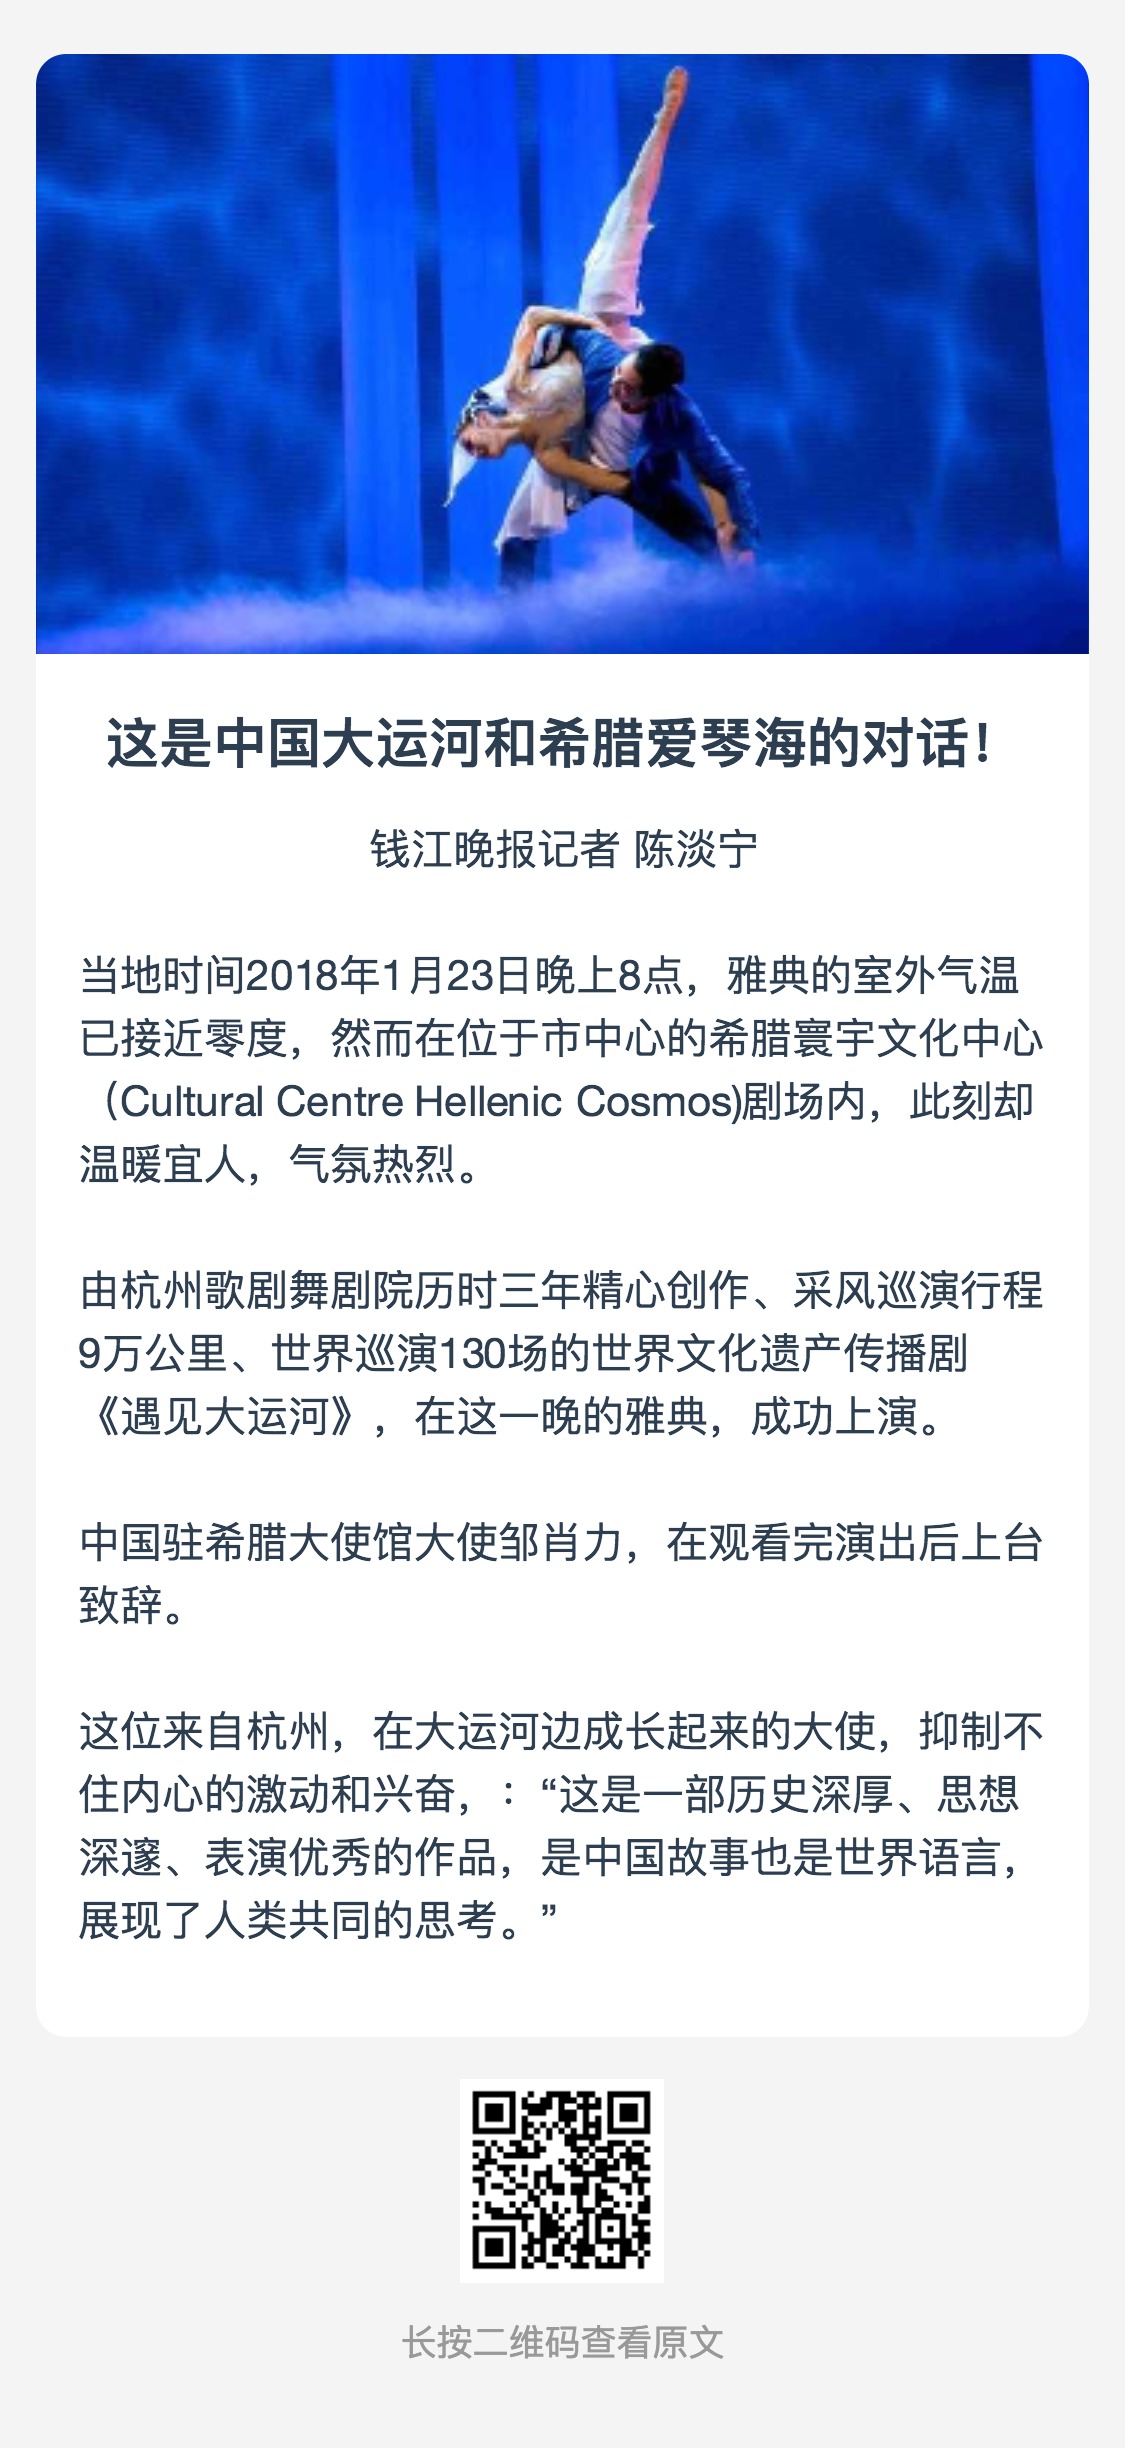 这是中国大运河和希腊爱琴海的对话！
钱江晚报记者 陈淡宁
当地时间2018年1月23日晚上8点，雅典的室外气温
已接近零度，然而在位于市中心的希腊寰宇文化中心
（Cultural Centre Hellenic Cosmos)剧场内，此刻却
温暖宜人，气氛热烈。
由杭州歌剧舞剧院历时三年精心创作、采风巡演行程
9万公里、世界巡演130场的世界文化遗产传播剧
《遇见大运河》，在这一晚的雅典，成功上演。
中国驻希腊大使馆大使邹肖力，在观看完演出后上台
致辞。
这位来自杭州，在大运河边成长起来的大使，抑制不
住内心的激动和兴奋，：“这是一部历史深厚、思想
深邃、表演优秀的作品，是中国故事也是世界语言，
展现了人类共同的思考。”
长按二维码查看原文